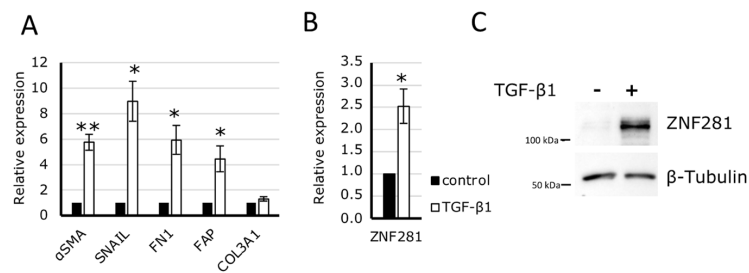 A
Relative expression
12
10
8
6
4
2
0
**
*
*
*
αSMA
SNAIL
FN1
FAP
COL3A1
B
Relative expression
3.5
3.0
2.5
2.0
1.5
1.0
0.5
0.0
*
ZNF281
control
TGF-β1
C
TGF-β1 - +
ZNF281
100 kDa
β-Tubulin
50 kDa